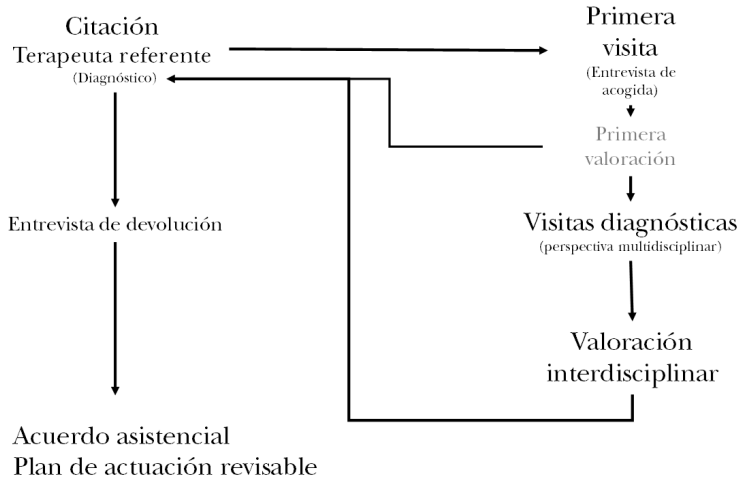 Citación
Terapeuta referente
(Diagnóstico)
Entrevista de devolución
Acuerdo asistencial
Plan de actuación revisable
Primera
visita
(Entrevista de
acogida)
Primera
valoración
Visitas diagnósticas
(perspectiva multidisciplinar)
Valoración
interdisciplinar